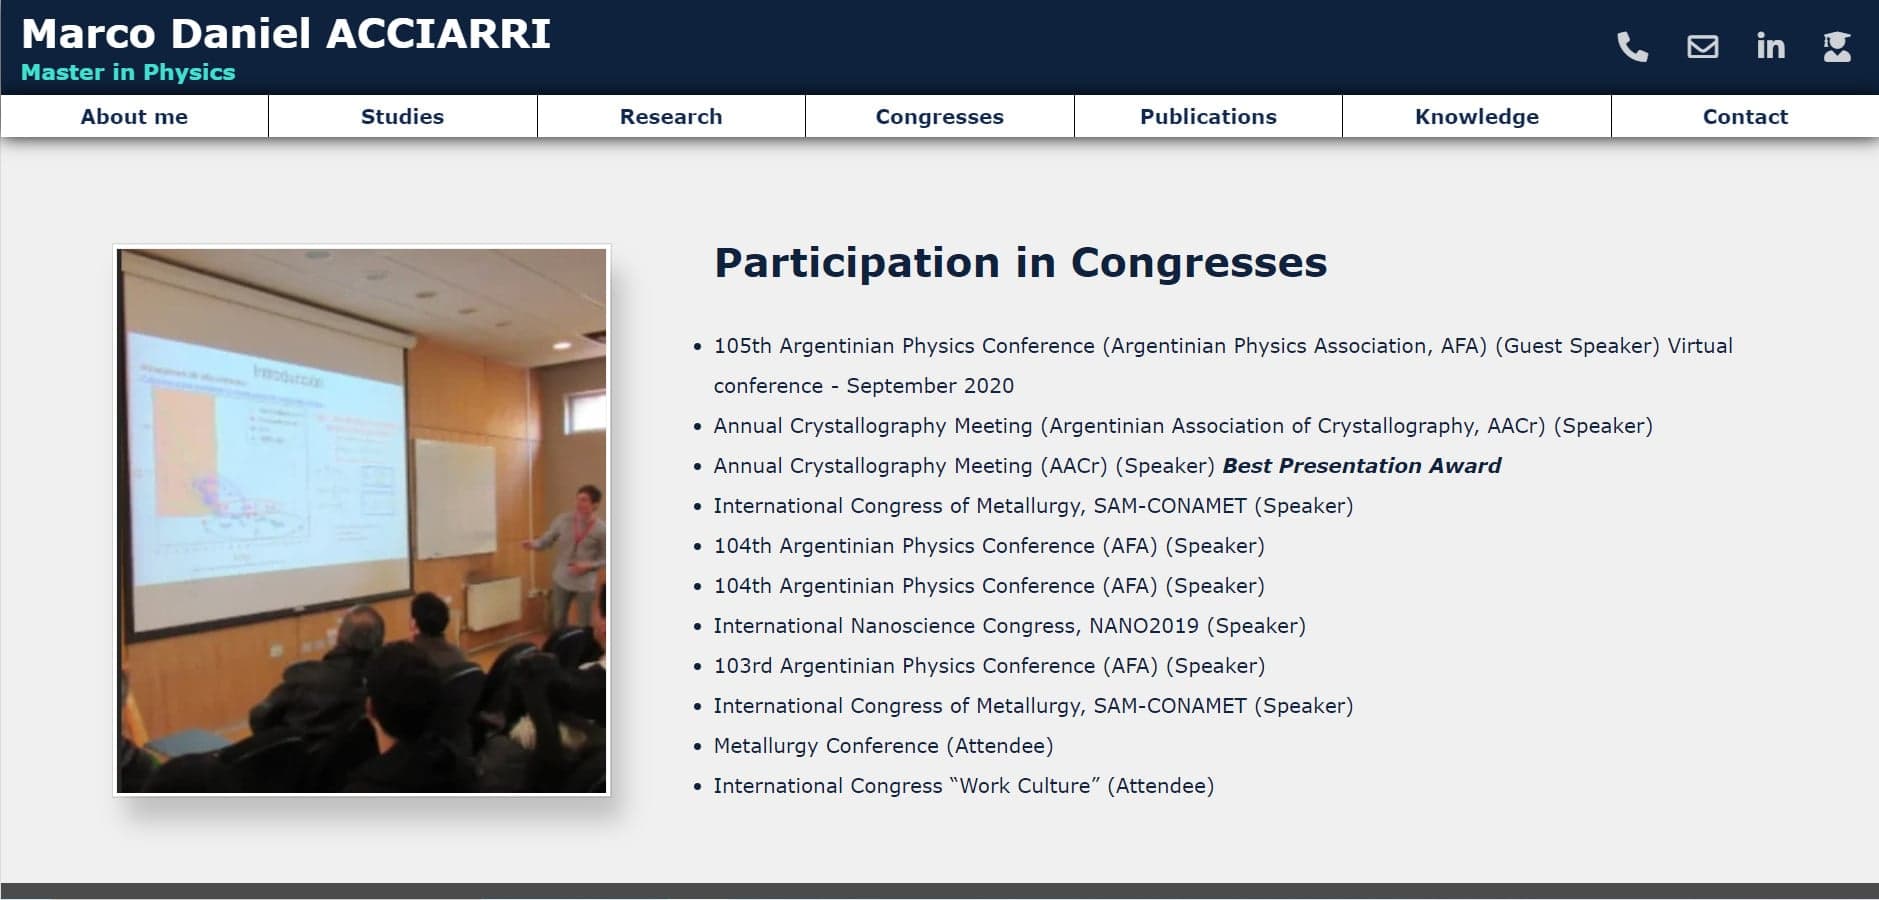 Marco Daniel ACCIARRI
Master in Physics
About me
Studies
Research
Congresses
Publications
Knowledge
Contact
Participation in Congresses
• 105th Argentinian Physics Conference (Argentinian Physics Association, AFA) (Guest Speaker) Virtual
conference - September 2020
• Annual Crystallography Meeting (Argentinian Association of Crystallography, AACr) (Speaker)
• Annual Crystallography Meeting (AACr) (Speaker) Best Presentation Award
• International Congress of Metallurgy, SAM-CONAMET (Speaker)
• 104th Argentinian Physics Conference (AFA) (Speaker)
• 104th Argentinian Physics Conference (AFA) (Speaker)
• International Nanoscience Congress, NANO2019 (Speaker)
• 103rd Argentinian Physics Conference (AFA) (Speaker)
• International Congress of Metallurgy, SAM-CONAMET (Speaker)
• Metallurgy Conference (Attendee)
• International Congress “Work Culture” (Attendee)
Introducción